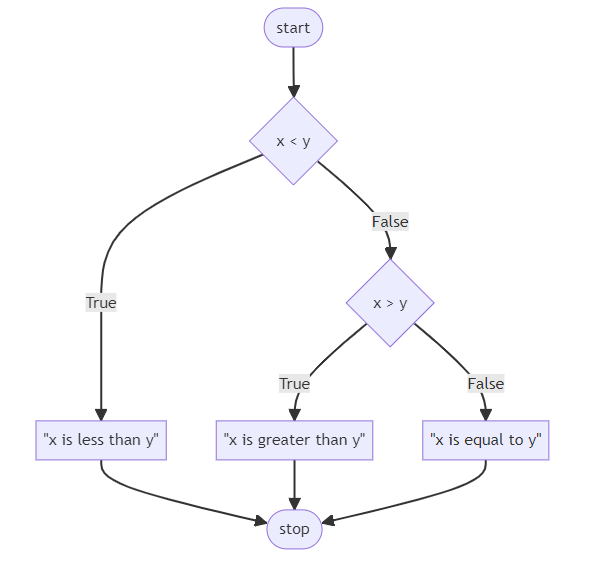 start
x < y
False
True
x > y
True
False
"x is less than y"
"x is greater than y"
"x is equal to y"
stop